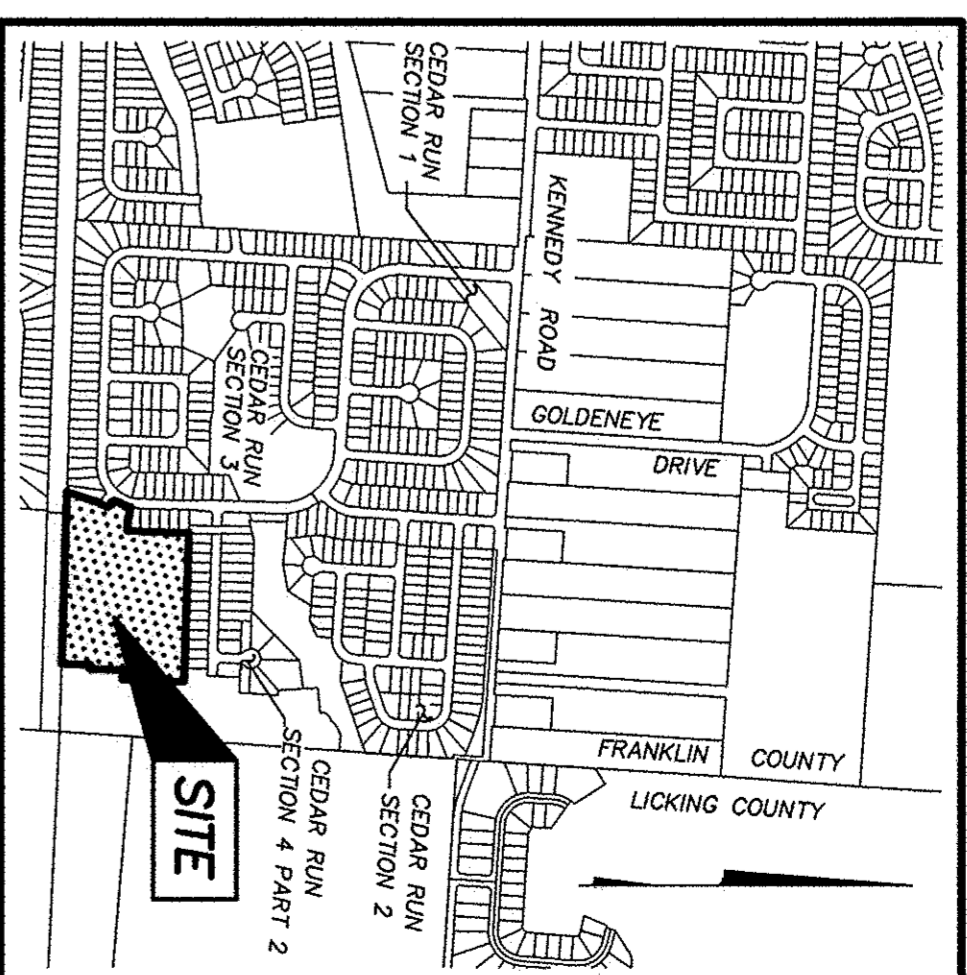 CEDAR RUN
SECTION 1
KENNEDY ROAD
GOLDENEYE
DRIVE
CEDAR RUN
SECTION 3
FRANKLIN COUNTY
LICKING COUNTY
CEDAR RUN
SECTION 2
CEDAR RUN
SECTION 4 PART 2
SITE